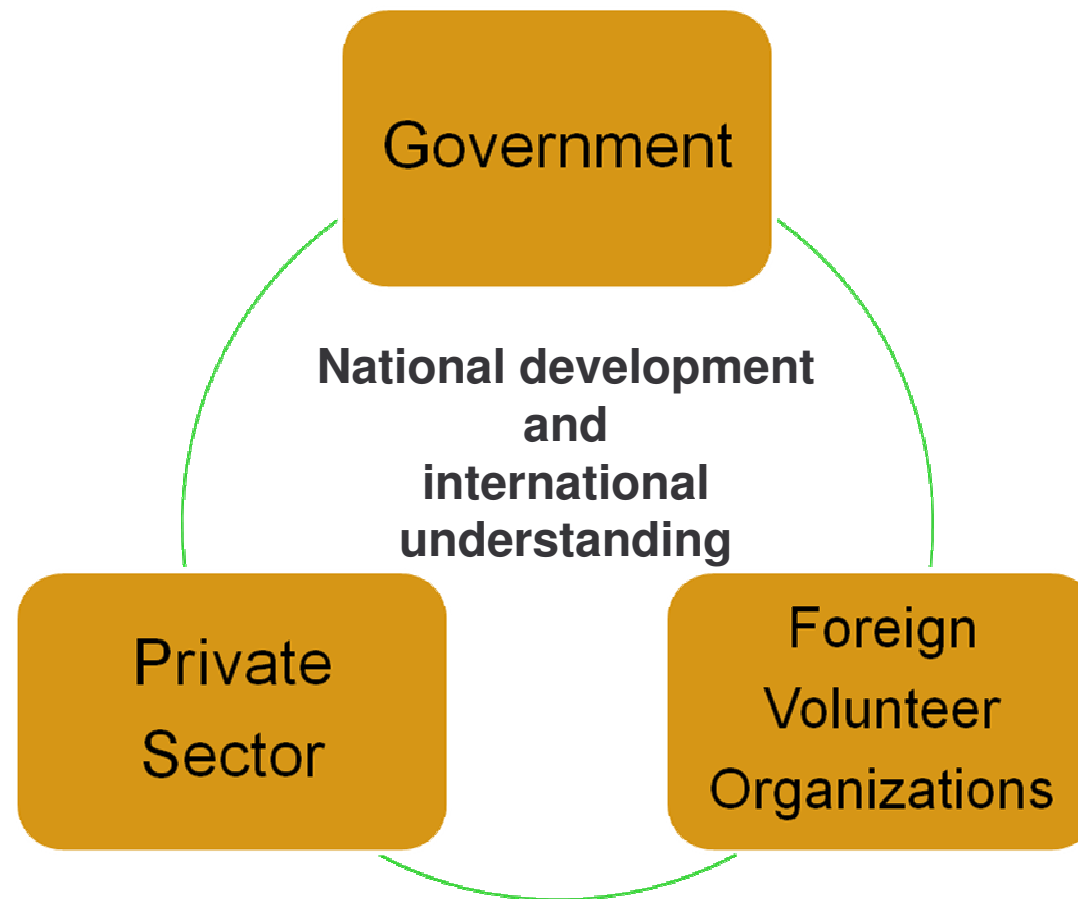 Government
National development
and
international
understanding
Private
Sector
Foreign
Volunteer
Organizations